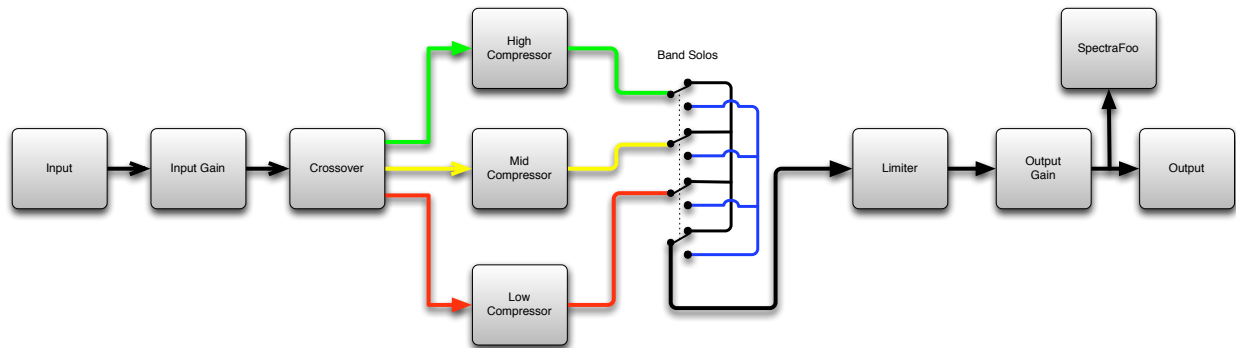 Input
Input Gain
Crossover
High
Compressor
Mid
Compressor
Low
Compressor
Band Solos
Limiter
Output
Gain
SpectraFoo
Output